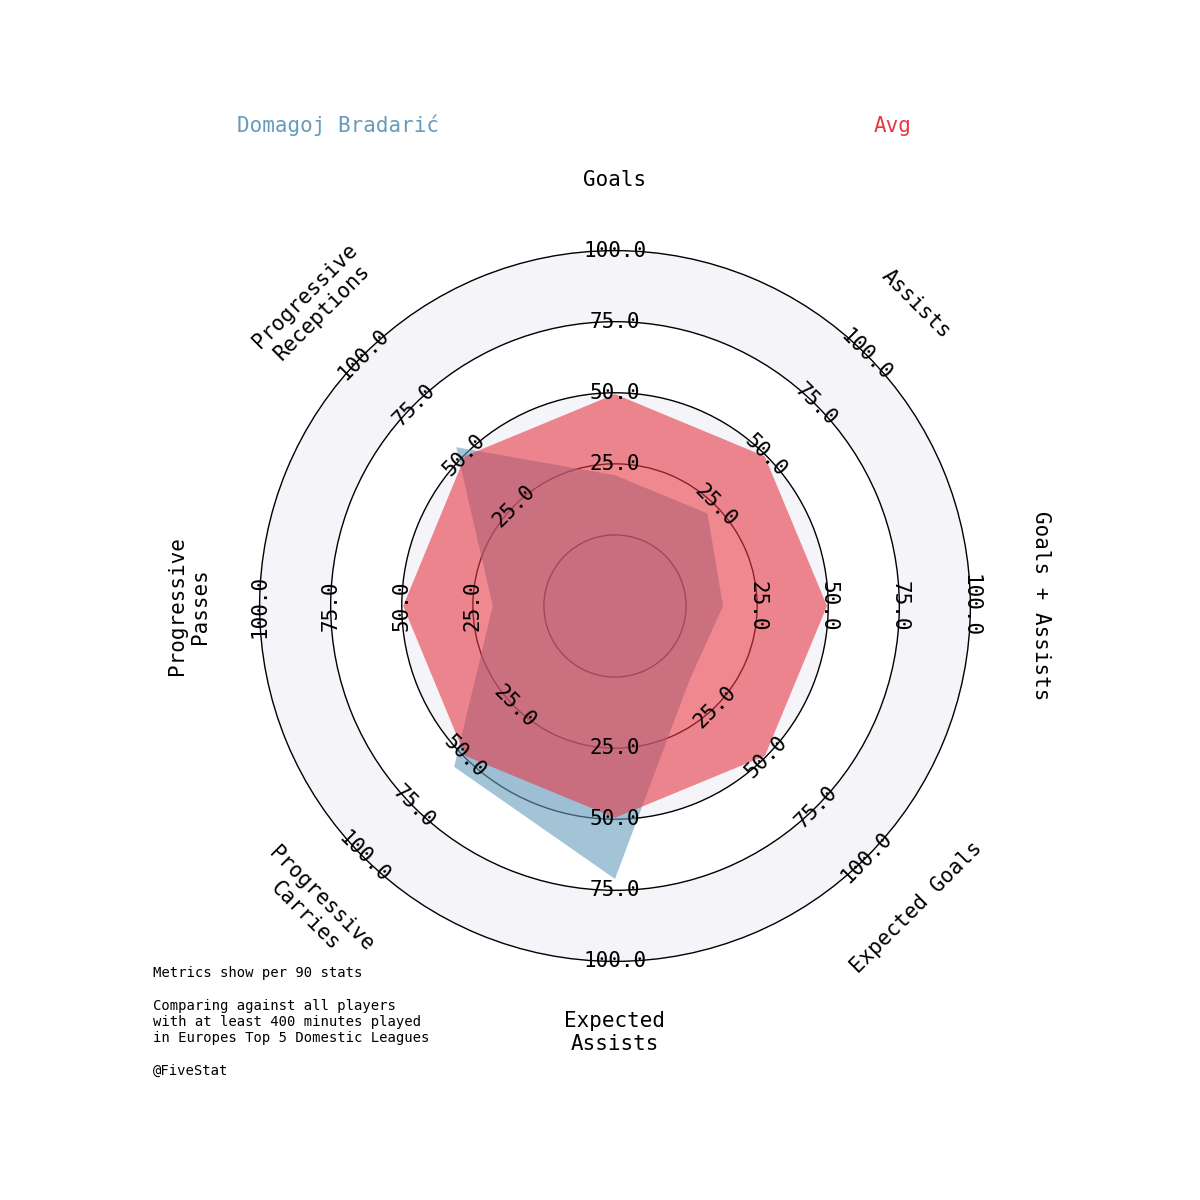 Domagoj Bradarić
Avg
Goals
Progressive
Receptions
Assists
100.0
100.0
100.0
75.0
75.0
75.0
50.0
50.0
50.0
25.0
25.0
25.0
Progressive
Passes
100.0
75.0
50.0
25.0
25.0
50.0
75.0
100.0
Goals + Assists
25.0
25.0
25.0
50.0
50.0
50.0
75.0
75.0
75.0
100.0
100.0
100.0
Progressive
Carries
Expected Goals
Expected
Assists
Metrics show per 90 stats
Comparing against all players
with at least 400 minutes played
in Europes Top 5 Domestic Leagues
@FiveStat